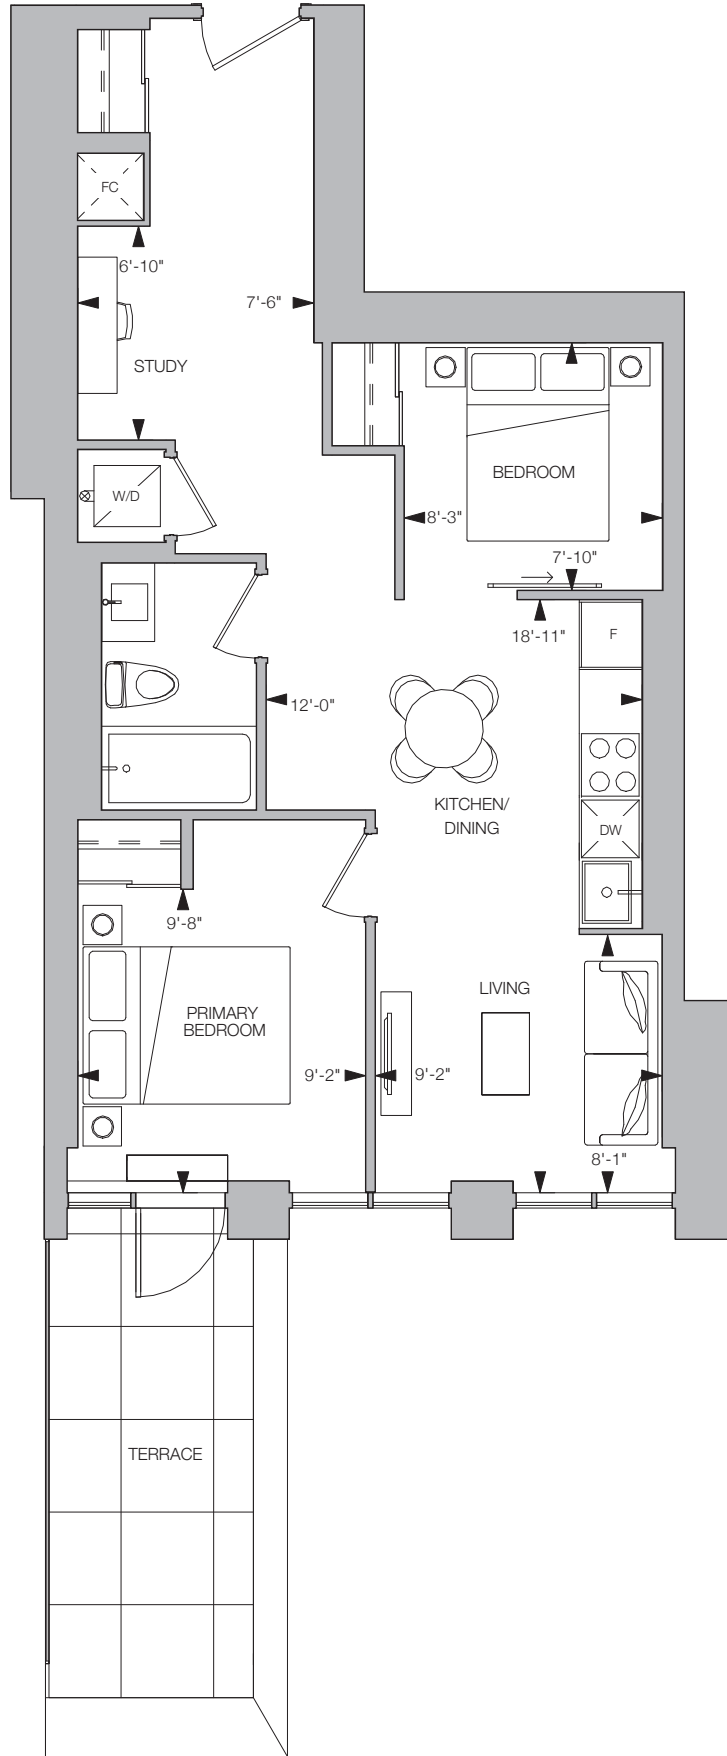 FC
6'-10"
7'-6"
STUDY
BEDROOM
W/D
8'-3"
7'-10"
18'-11"
F
12'-0"
KITCHEN/
DINING
DW
9'-8"
LIVING
PRIMARY
BEDROOM
9'-2"
9'-2"
8'-1"
TERRACE